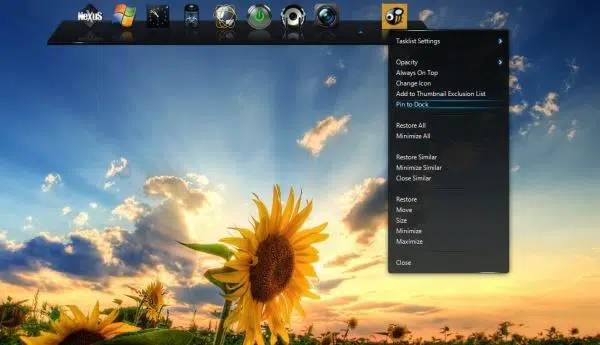 NeXuS
Tasklist Settings
Opacity
Always On Top
Change Icon
Add to Thumbnail Exclusion List
Pin to Dock
Restore All
Minimize All
Restore Similar
Minimize Similar
Close Similar
Restore
Move
Size
Minimize
Maximize
Close